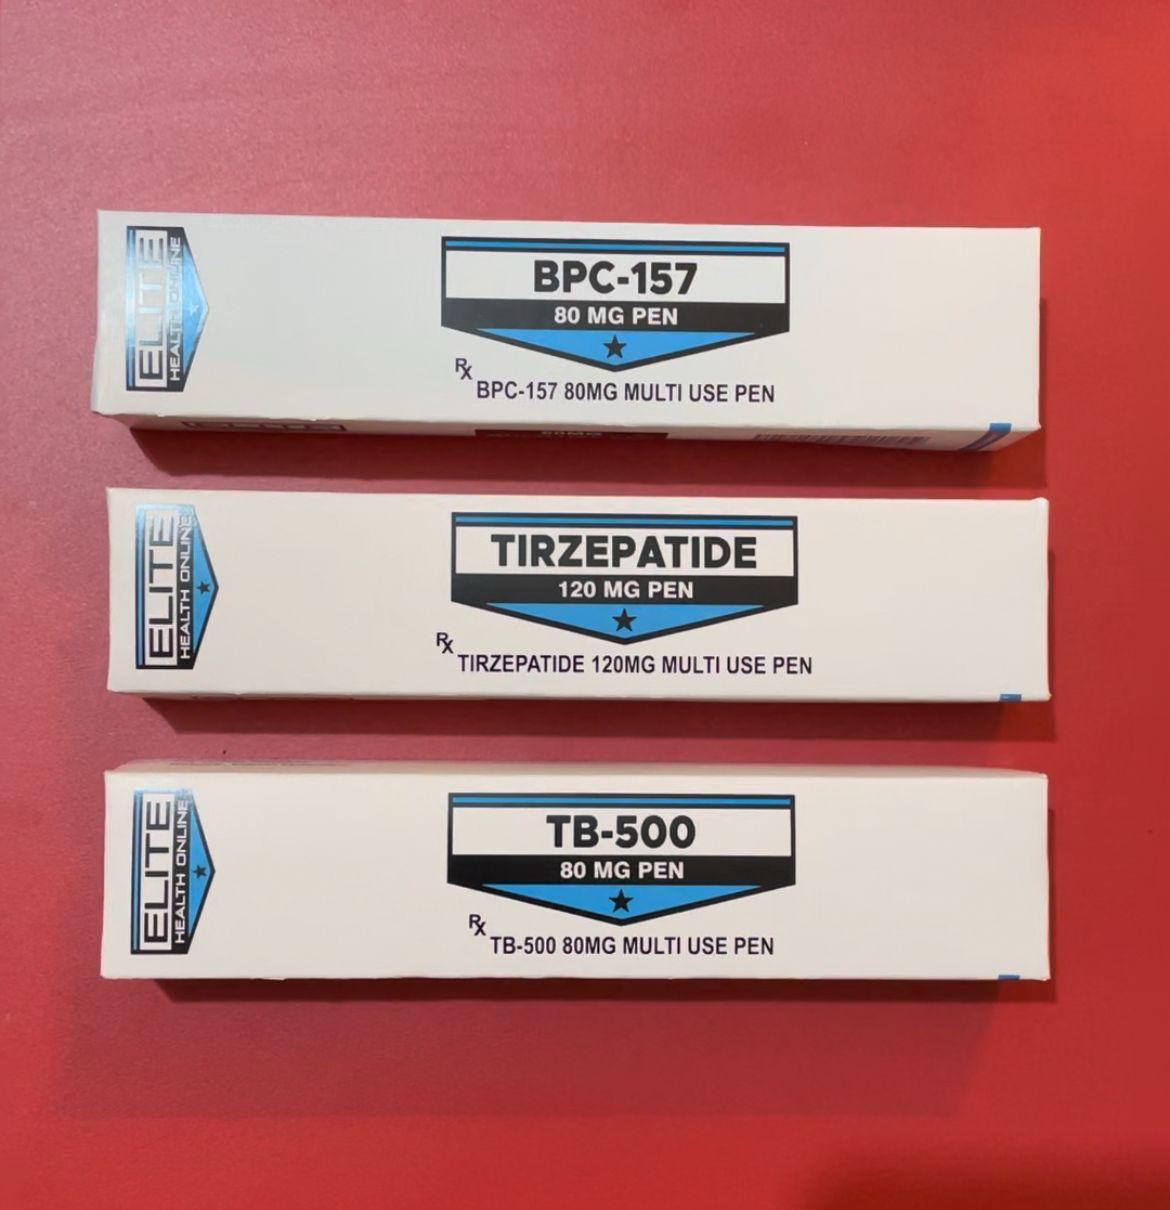 ELITE
HEALTH ONLINE
BPC-157
80 MG PEN
Rx
BPC-157 80MG MULTI USE PEN
80MG
ELITE
HEALTH ONLINE
TIRZEPATIDE
120 MG PEN
Rx
TIRZEPATIDE 120MG MULTI USE PEN
ELITE
HEALTH ONLINE
TB-500
80 MG PEN
Rx
TB-500 80MG MULTI USE PEN